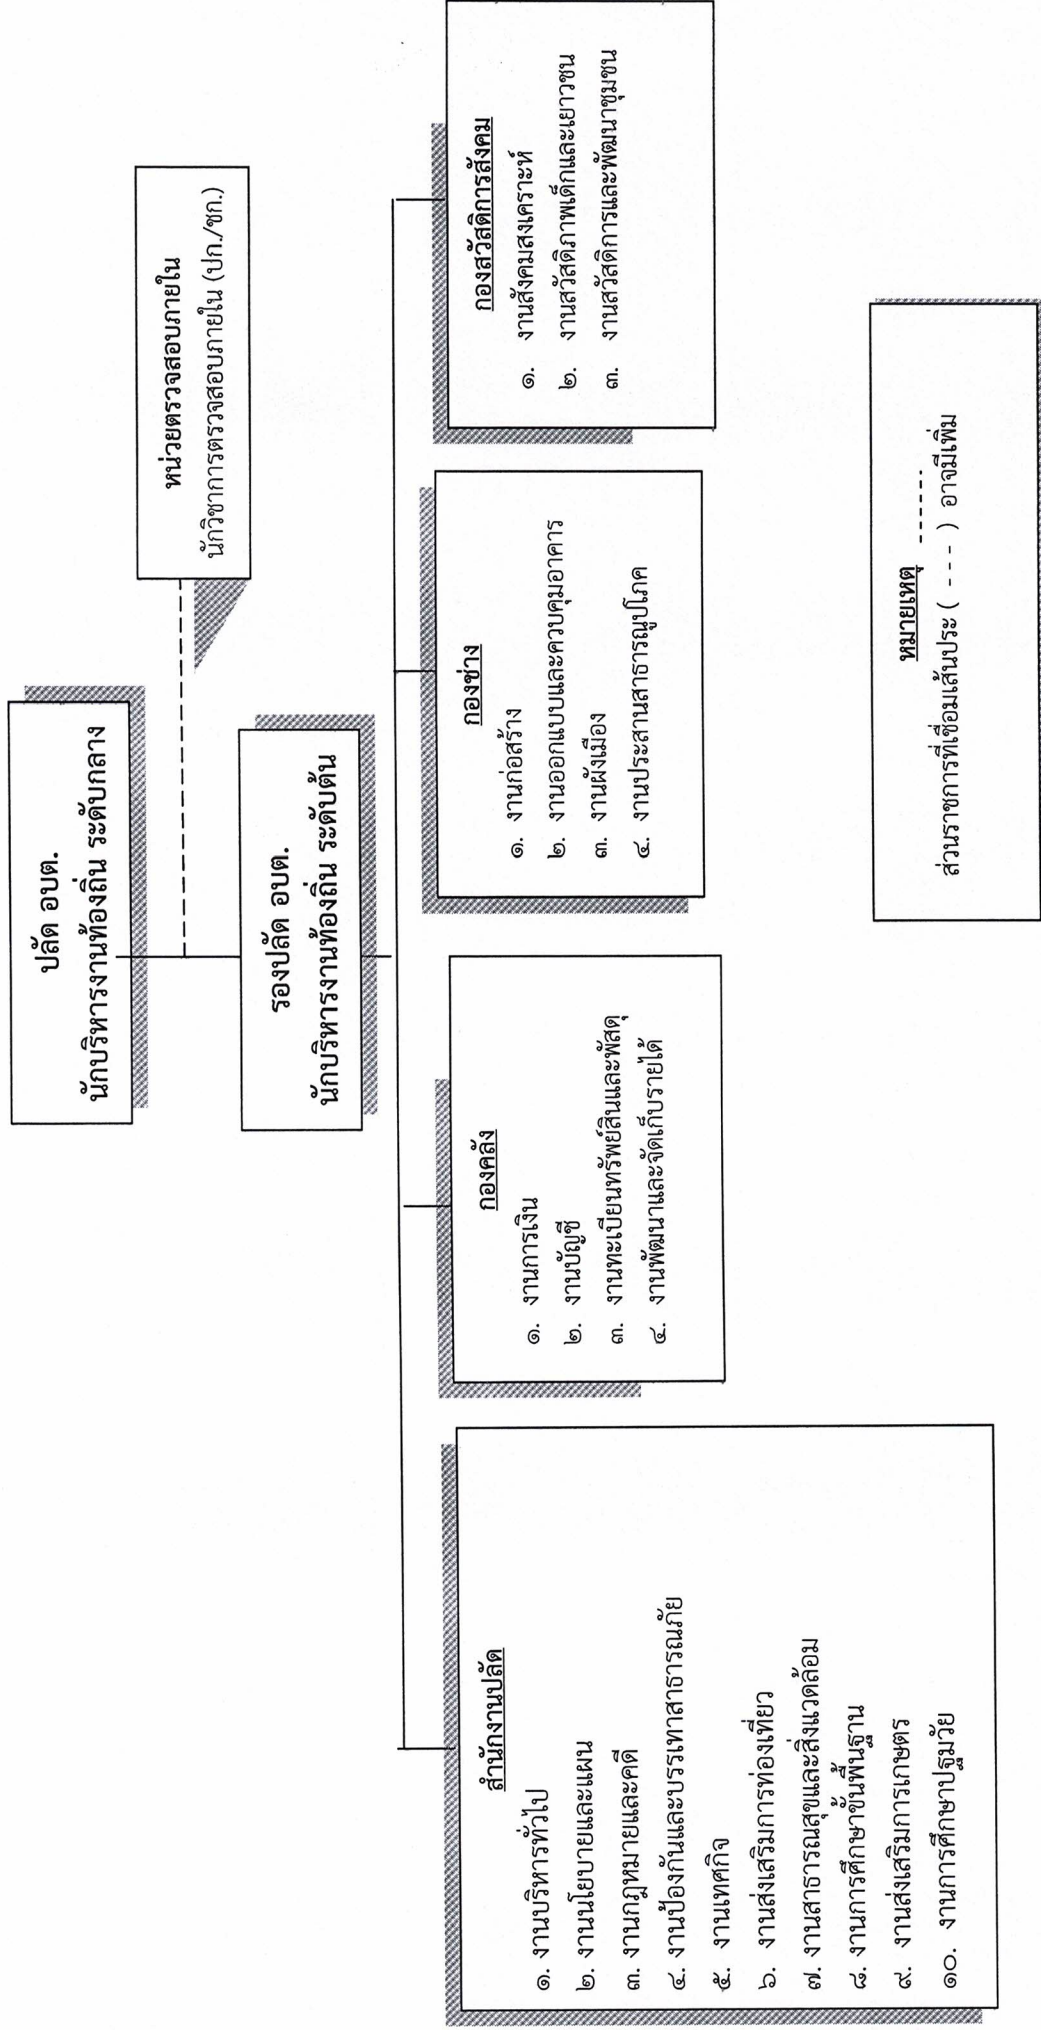 ปลัด อบต.
นักบริหารงานท้องถิ่น ระดับกลาง
หน่วยตรวจสอบภายใน
นักวิชาการตรวจสอบภายใน (ปก./ชก.)
รองปลัด อบต.
นักบริหารงานท้องถิ่น ระดับต้น
สำนักงานปลัด
๑. งานบริหารทั่วไป
๒. งานนโยบายและแผน
๓. งานกฎหมายและคดี
๔. งานป้องกันและบรรเทาสาธารณภัย
๕. งานเทศกิจ
๖. งานส่งเสริมการท่องเที่ยว
๗. งานสาธารณสุขและสิ่งแวดล้อม
๘. งานการศึกษาขั้นพื้นฐาน
๙. งานส่งเสริมการเกษตร
๑๐. งานการศึกษาปฐมวัย
กองคลัง
๑. งานการเงิน
๒. งานบัญชี
๓. งานทะเบียนทรัพย์สินและพัสดุ
๔. งานพัฒนาและจัดเก็บรายได้
กองช่าง
๑. งานก่อสร้าง
๒. งานออกแบบและควบคุมอาคาร
๓. งานผังเมือง
๔. งานประสานสาธารณูปโภค
กองสวัสดิการสังคม
๑. งานสังคมสงเคราะห์
๒. งานสวัสดิภาพเด็กและเยาวชน
๓. งานสวัสดิการและพัฒนาชุมชน
หมายเหตุ ------.
ส่วนราชการที่เชื่อมเส้นประ ( - - - ) อาจมีเพิ่ม